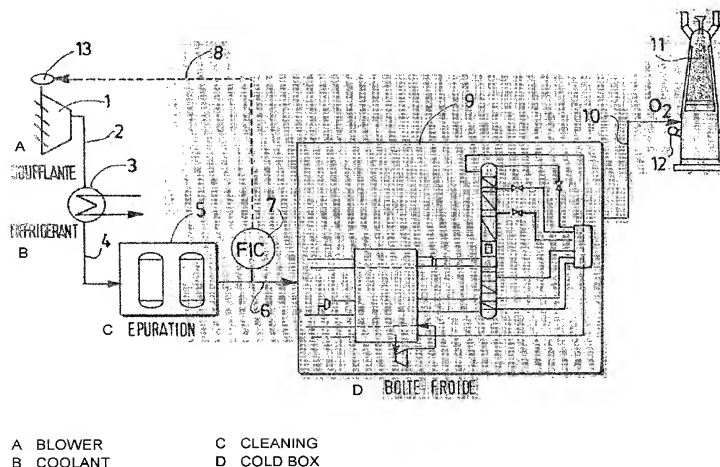 13
8
11
1
2
A
SOUFFLANTE
3
9
10
O2
12
5
7
REFRIGERANT
B
4
FIC
6
C EPURATION
D BOITE FROIDE
A BLOWER C CLEANING
B COOLANT D COLD BOX